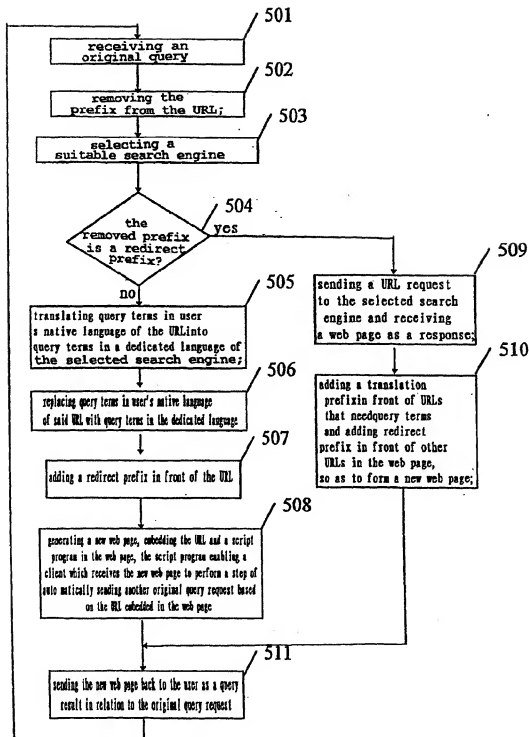 501
receiving an
original query
502
removing the
prefix from the URL;
503
selecting a
suitable search engine
504
the
removed prefix
is a redirect
prefix?
yes
no
505
translating query terms in user
s native language of the URLinto
query terms in a dedicated language of
the selected search engine;
506
replacing query terms in user's native language
of said URL with query terms in the dedicated language
507
adding a redirect prefix in front of the URL
508
generating a new web page, embedding the URL and a script
program in the web page, the script program enabling a
client which receives the new web page to perform a step of
auto matically sending another original query request based
on the URL embedded in the web page
509
sending a URL request
to the selected search
engine and receiving
a web page as a response;
510
adding a translation
prefixin front of URLs
that needquery terms
and adding redirect
prefix in front of other
URLs in the web page,
so as to form a new web page;
511
sending the new web page back to the user as a query
result in relation to the original query request